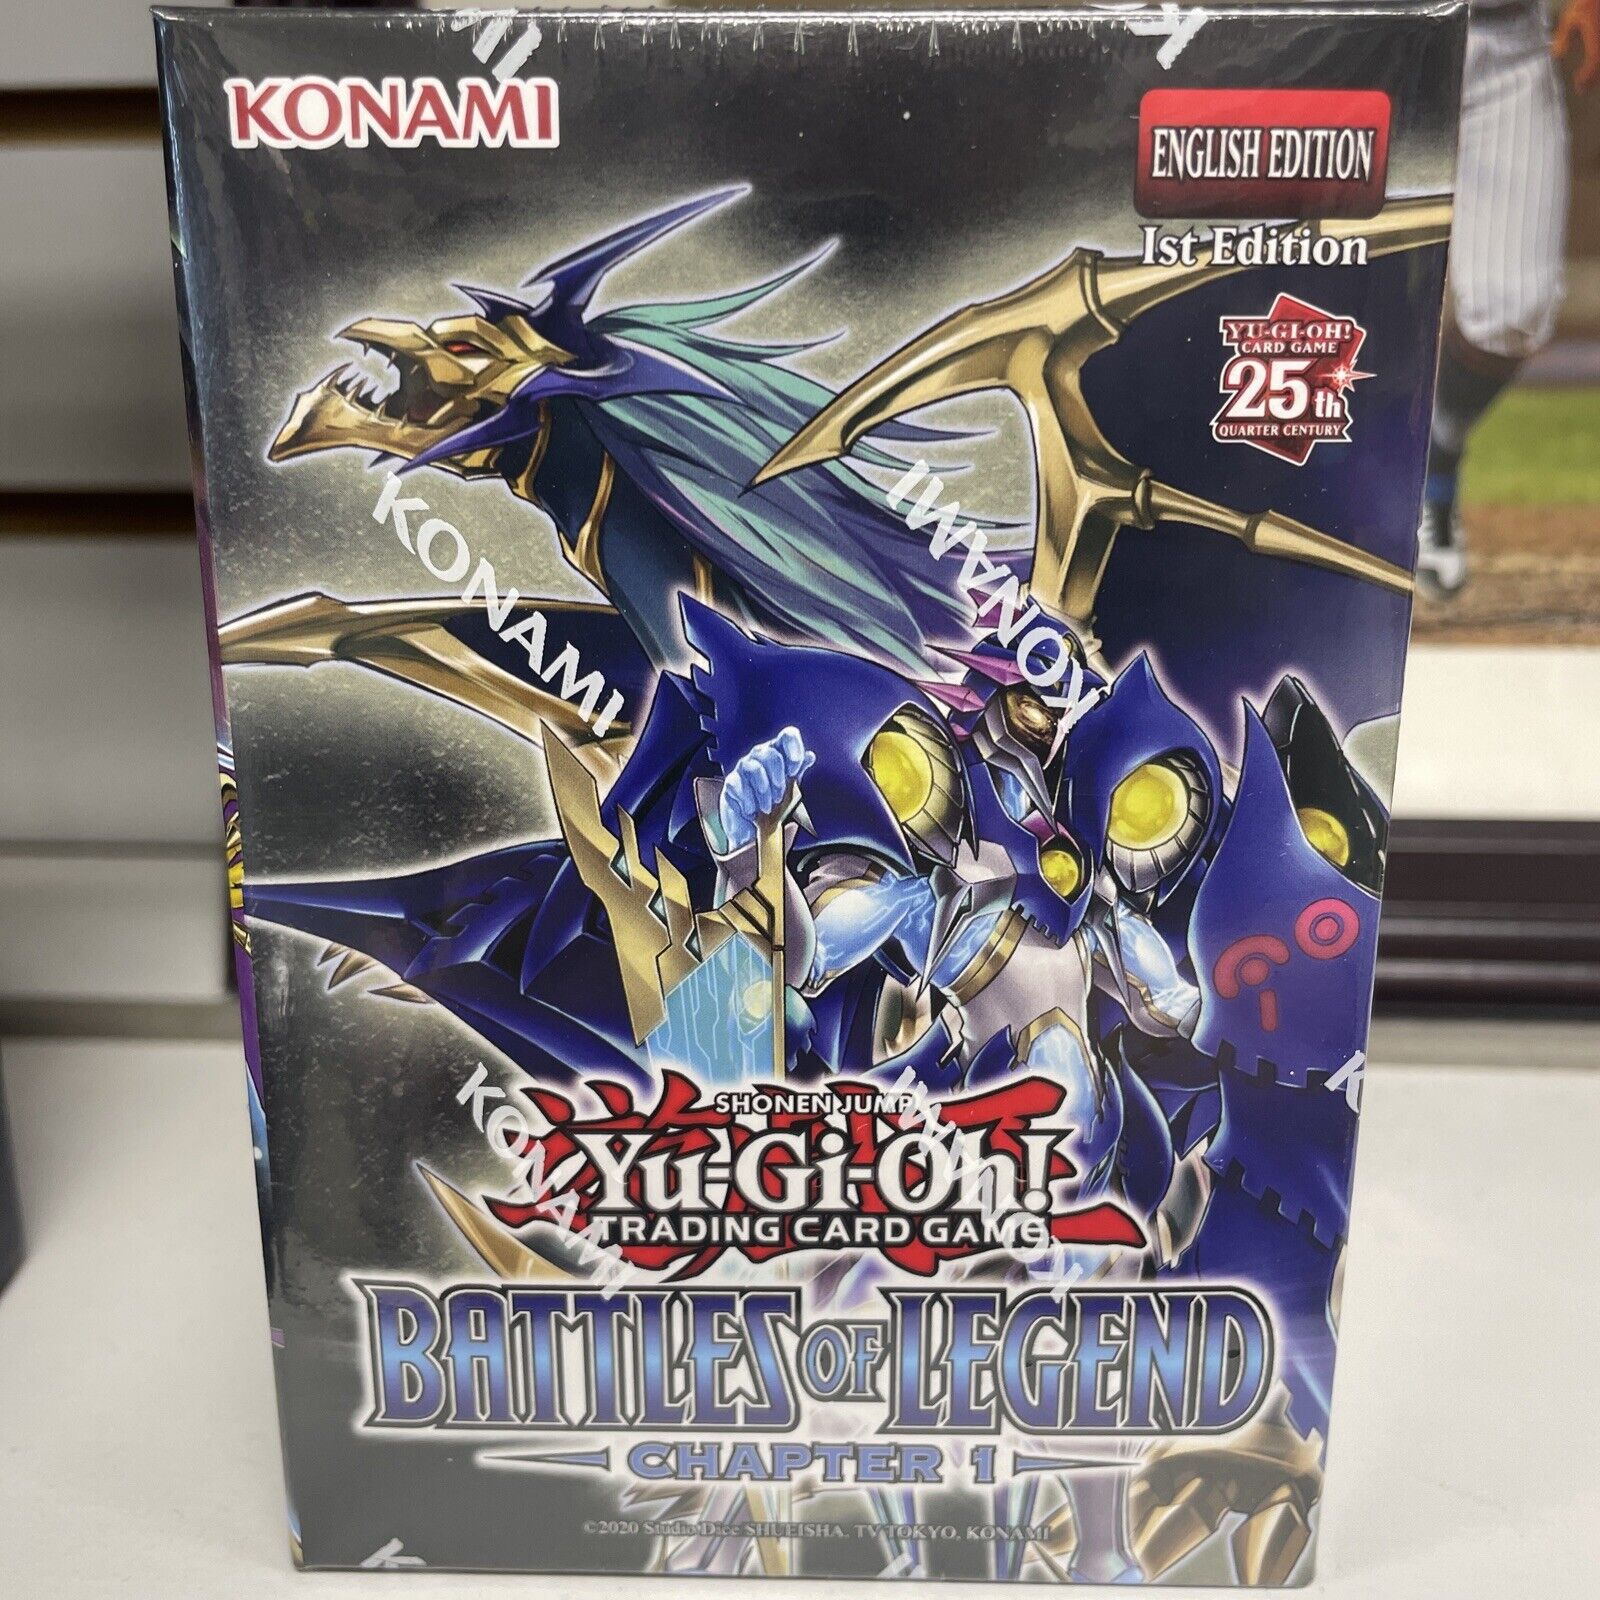 KONAMI
ENGLISH EDITION
1st Edition
YU-GI-OH!
CARD GAME
25th
QUARTER CENTURY
KONAMI
KONAMI
SHONEN JUMP
Yu-Gi-Oh!
TRADING CARD GAME
KONAMI
KONAMI
BATTLES OF LEGEND
CHAPTER 1
©2020 Studio Dice SHUEISHA, TV TOKYO, KONAMI